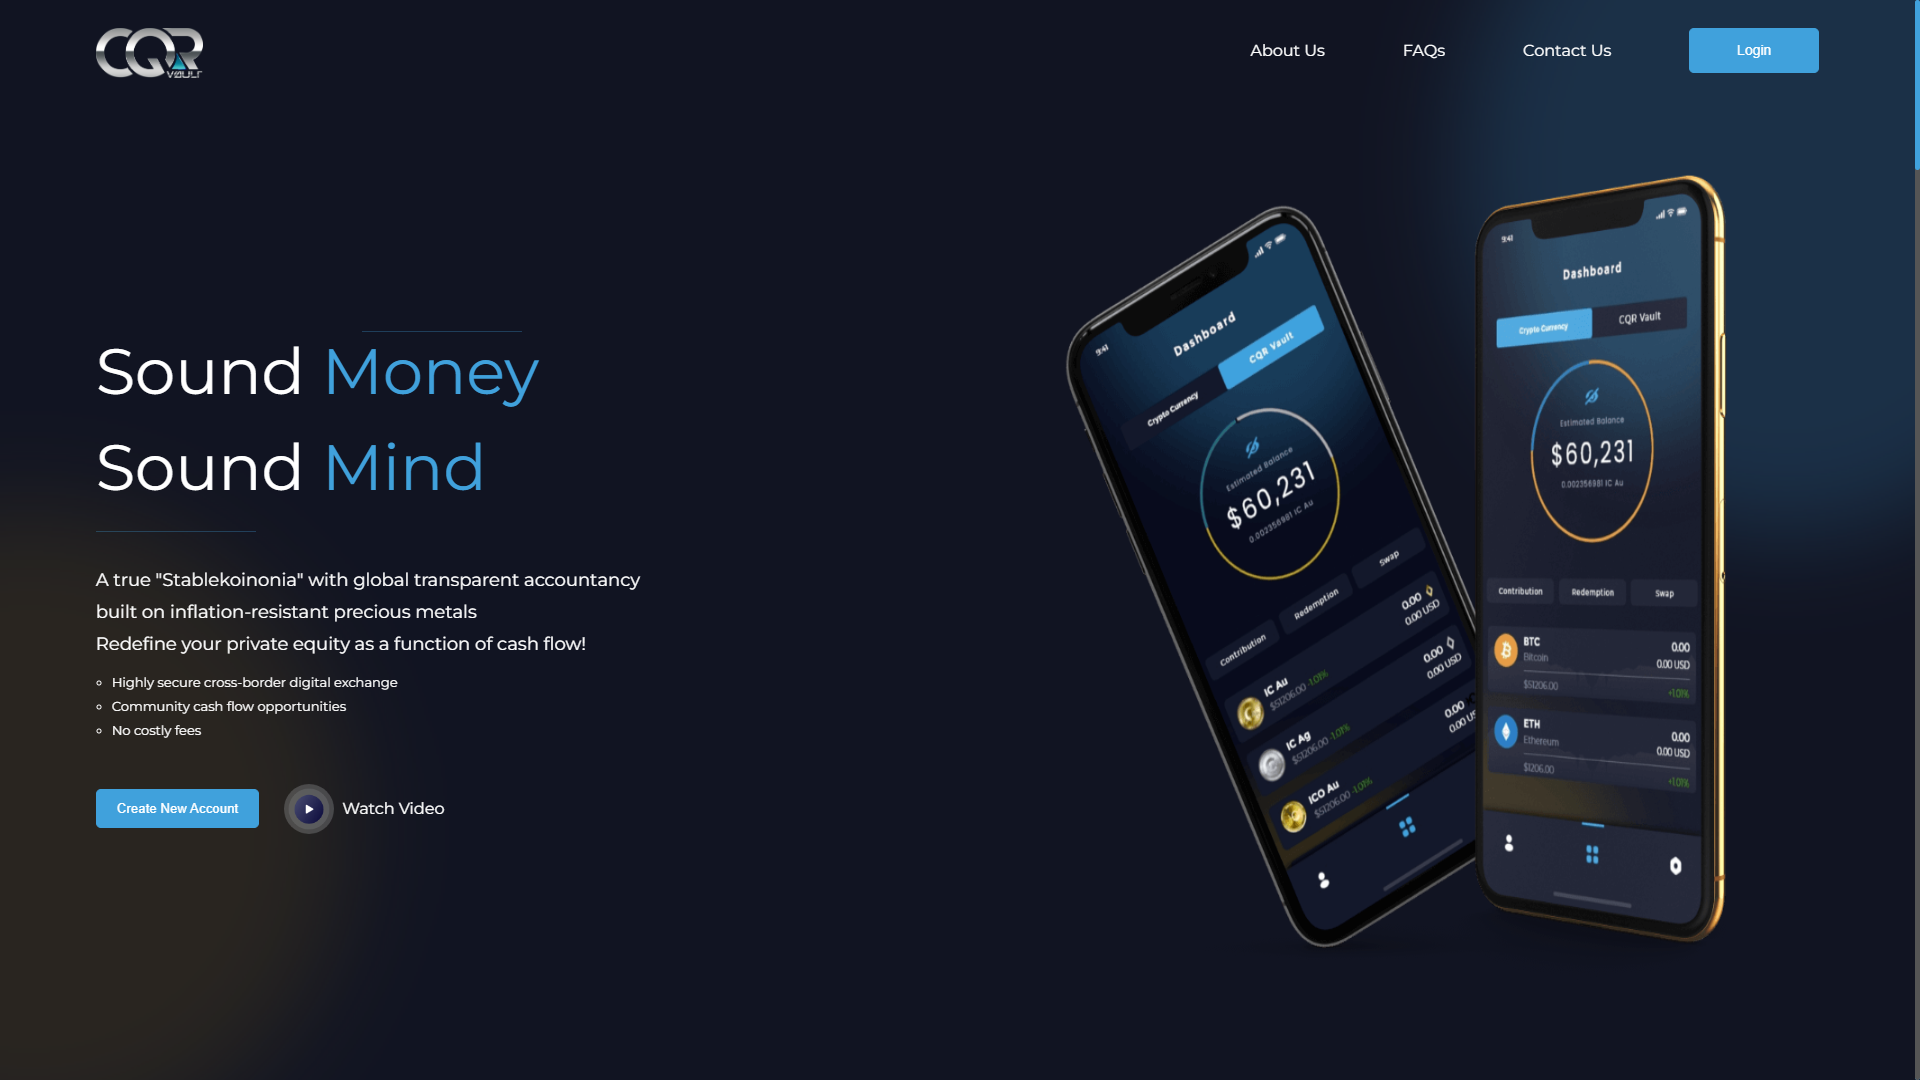 CQR
VAULT
About Us
FAQs
Contact Us
Login
Sound Money
Sound Mind
A true "Stablekoinonia" with global transparent accountancy
built on inflation-resistant precious metals
Redefine your private equity as a function of cash flow!
Highly secure cross-border digital exchange
Community cash flow opportunities
No costly fees
Create New Account
Watch Video
9:41
Dashboard
Crypto Currency
CQR Vault
Estimated Balance
$60,231
0.002356981 IC Au
Contribution
Redemption
Swap
IC Au
$51206.00 -1.01%
0.00
0.00 USD
IC Ag
$51206.00 -1.01%
0.00
0.00 USD
ICO Au
$51206.00 -1.01%
0.00
0.00 US
9:41
Dashboard
Crypto Currency
CQR Vault
Estimated Balance
$60,231
0.002356981 IC Au
Contribution
Redemption
Swap
BTC
Bitcoin
0.00
0.00 USD
$51206.00
+1.01%
ETH
Ethereum
0.00
0.00 USD
$1206.00
+1.01%